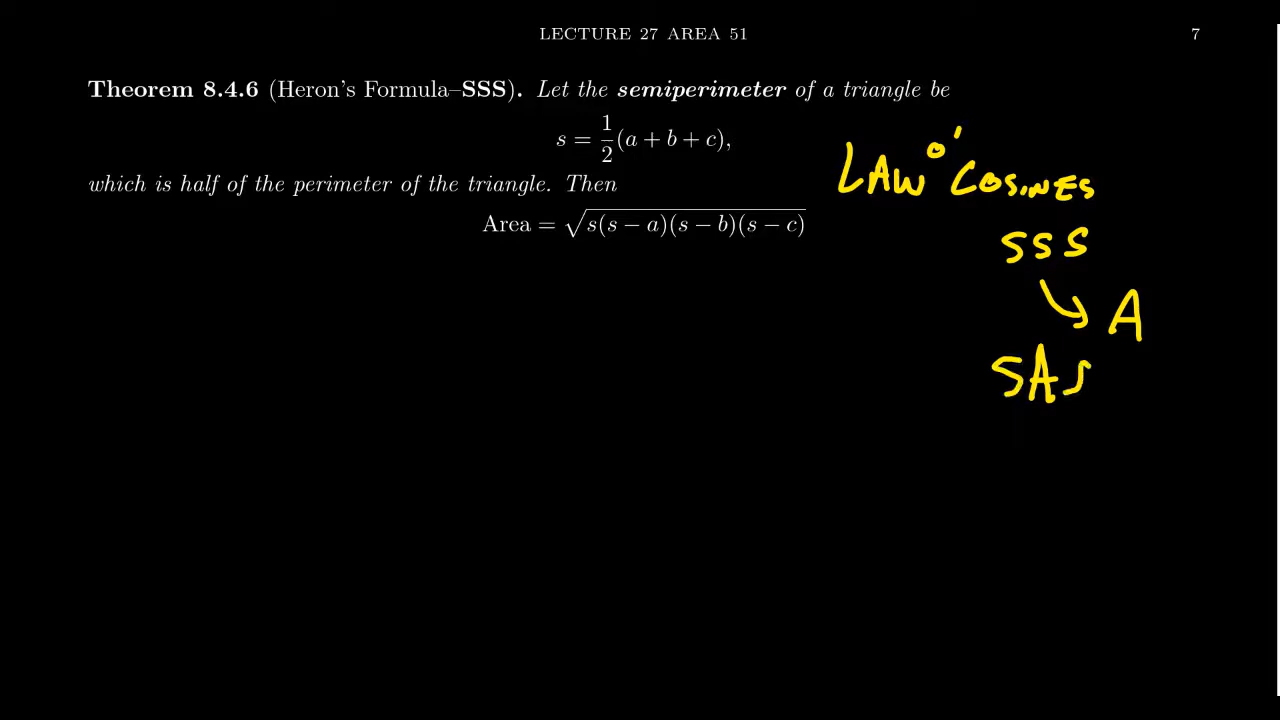 LECTURE 27 AREA 51 7
Theorem 8.4.6 (Heron's Formula–SSS). Let the semiperimeter of a triangle be
s = 1/2 (a + b + c),
which is half of the perimeter of the triangle. Then
Area = √s(s − a)(s − b)(s − c)
LAW O' COSINES
SSS
A
SAS